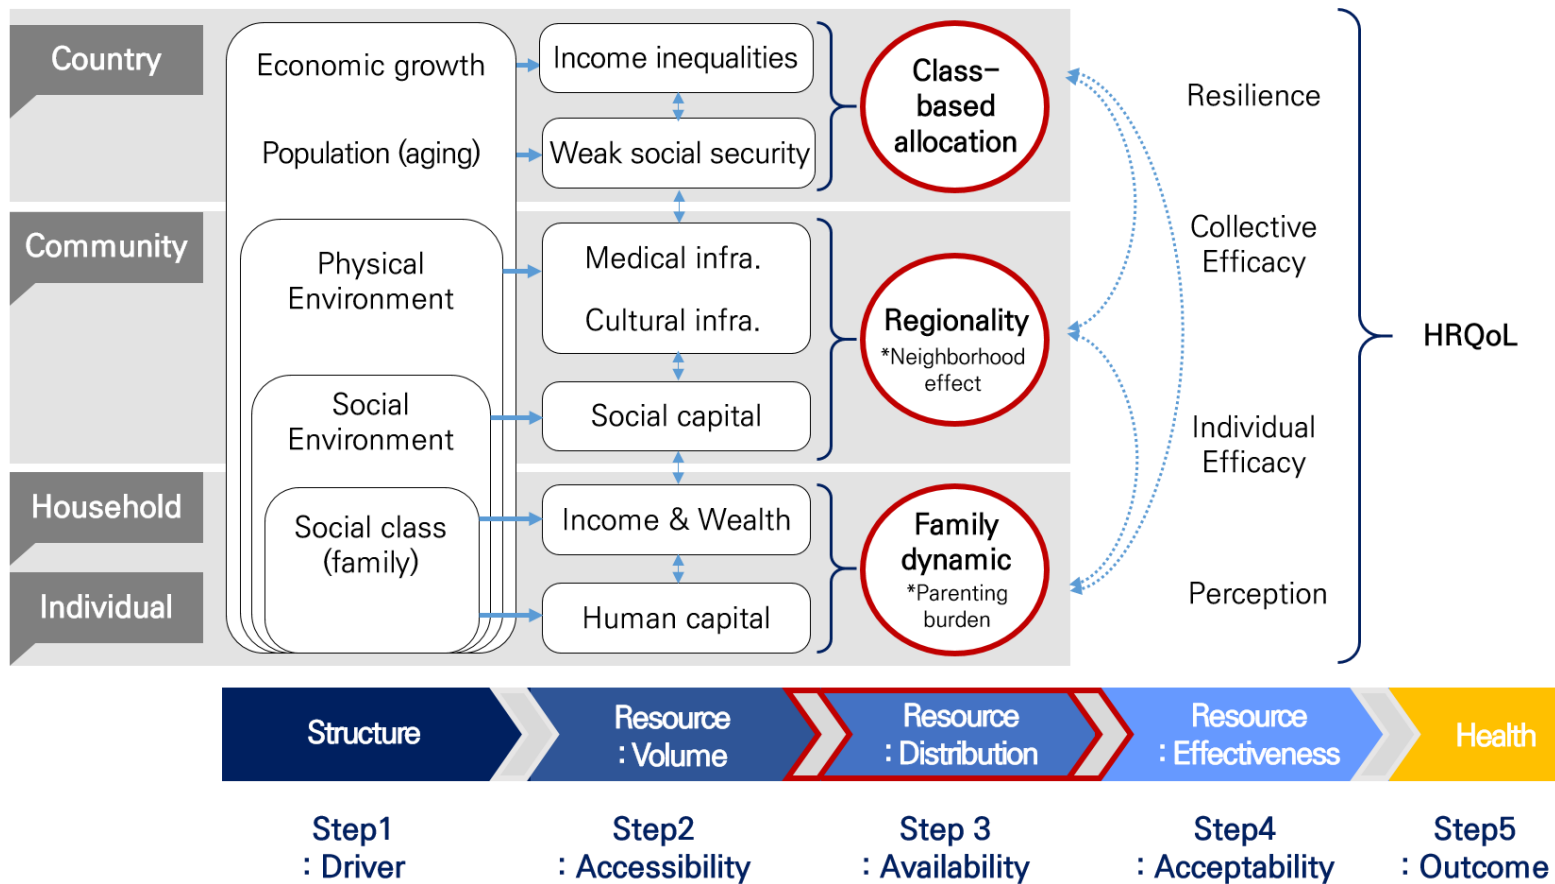 Country
Economic growth
Population (aging)
Income inequalities
Weak social security
Class-
based
allocation
Resilience
Community
Physical
Environment
Social
Environment
Medical infra.
Cultural infra.
Social capital
Regionality
*Neighborhood
effect
Collective
Efficacy
HRQoL
Individual
Efficacy
Household
Individual
Social class
(family)
Income & Wealth
Human capital
Family
dynamic
*Parenting
burden
Perception
Structure
Resource
: Volume
Resource
: Distribution
Resource
: Effectiveness
Health
Step1
: Driver
Step2
: Accessibility
Step 3
: Availability
Step4
: Acceptability
Step5
: Outcome